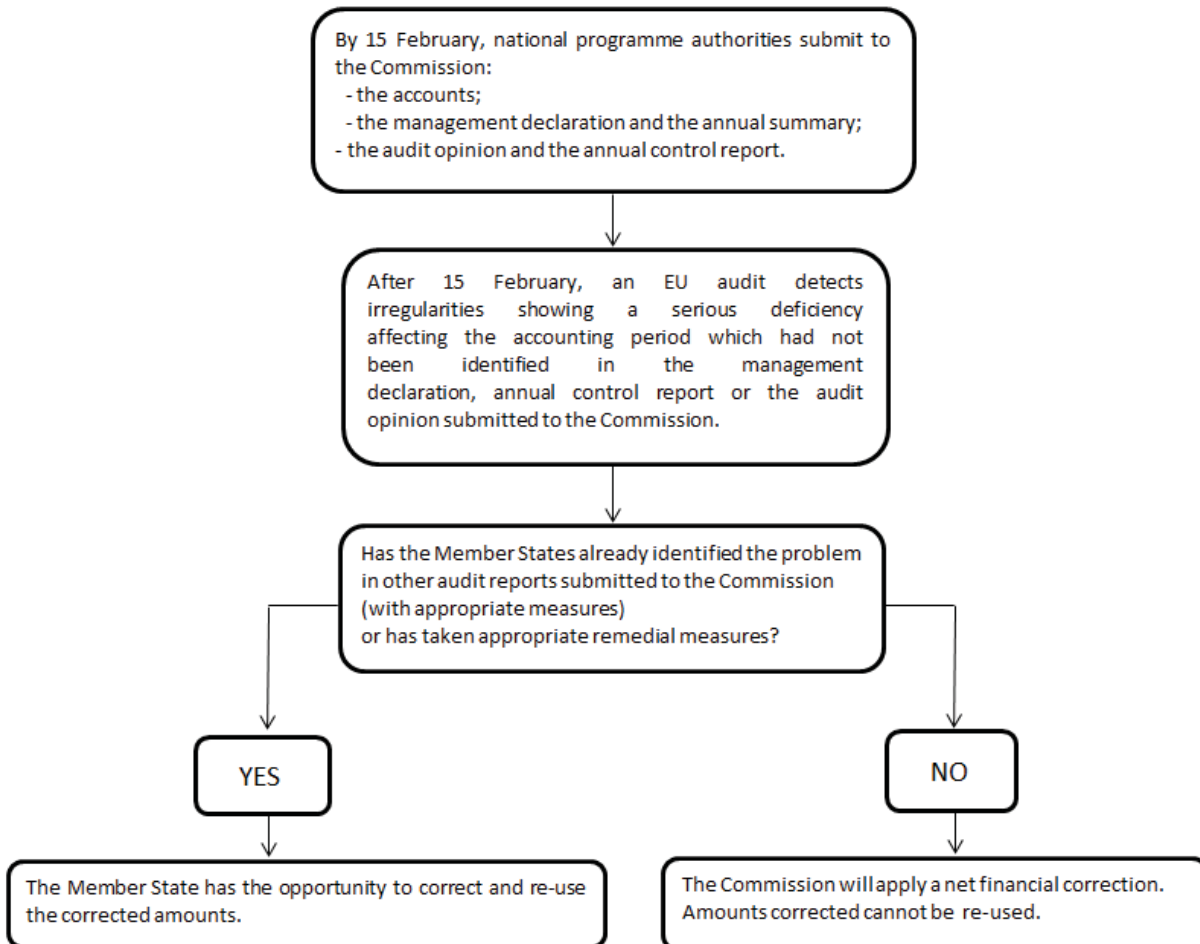 By 15 February, national programme authorities submit to
the Commission:
- the accounts;
- the management declaration and the annual summary;
- the audit opinion and the annual control report.
After 15 February, an EU audit detects
irregularities showing a serious deficiency
affecting the accounting period which had not
been identified in the management
declaration, annual control report or the audit
opinion submitted to the Commission.
Has the Member States already identified the problem
in other audit reports submitted to the Commission
(with appropriate measures)
or has taken appropriate remedial measures?
YES
NO
The Member State has the opportunity to correct and re-use
the corrected amounts.
The Commission will apply a net financial correction.
Amounts corrected cannot be re-used.